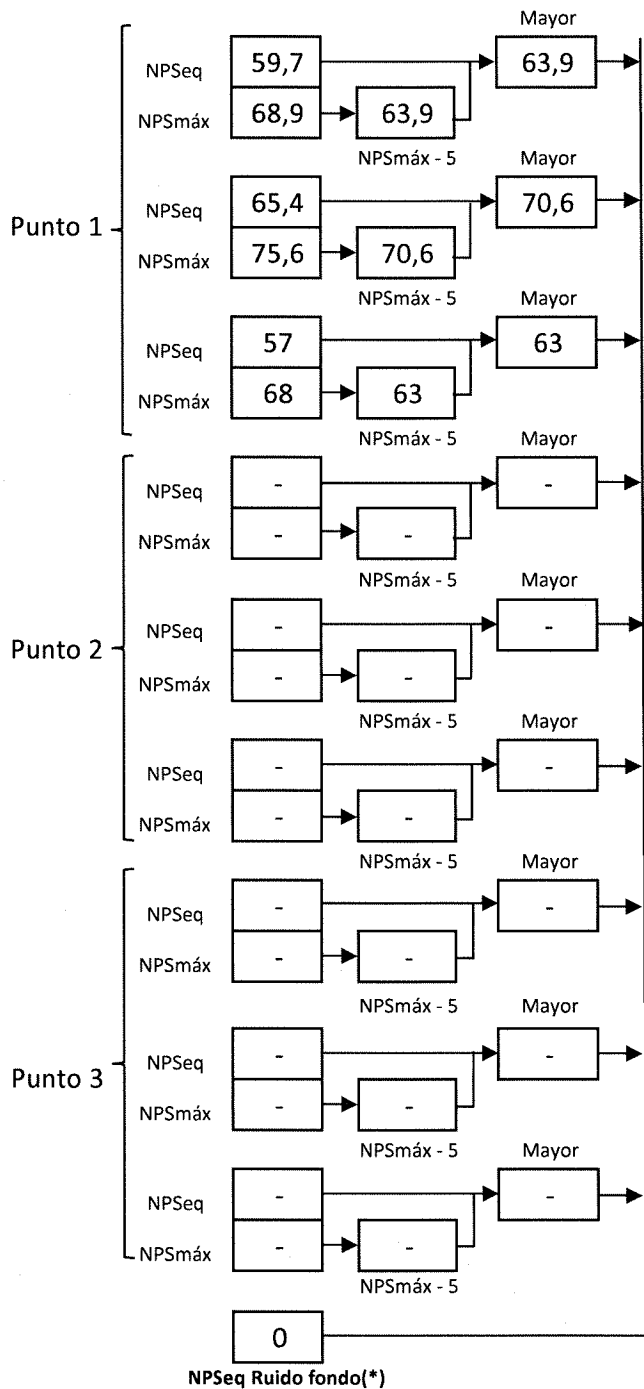 Mayor
NPSeq 59,7 63,9
NPSmáx 68,9 63,9
NPSmáx - 5
Mayor
NPSeq 65,4 70,6
Punto 1
NPSmáx 75,6 70,6
NPSmáx - 5
Mayor
NPSeq 57 63
NPSmáx 68 63
NPSmáx - 5
Mayor
NPSeq - -
NPSmáx - -
NPSmáx - 5
Mayor
NPSeq - -
Punto 2
NPSmáx - -
NPSmáx - 5
Mayor
NPSeq - -
NPSmáx - -
NPSmáx - 5
Mayor
NPSeq - -
NPSmáx - -
NPSmáx - 5
Mayor
NPSeq - -
Punto 3
NPSmáx - -
NPSmáx - 5
Mayor
NPSeq - -
NPSmáx - -
NPSmáx - 5
0
NPSeq Ruido fondo(*)